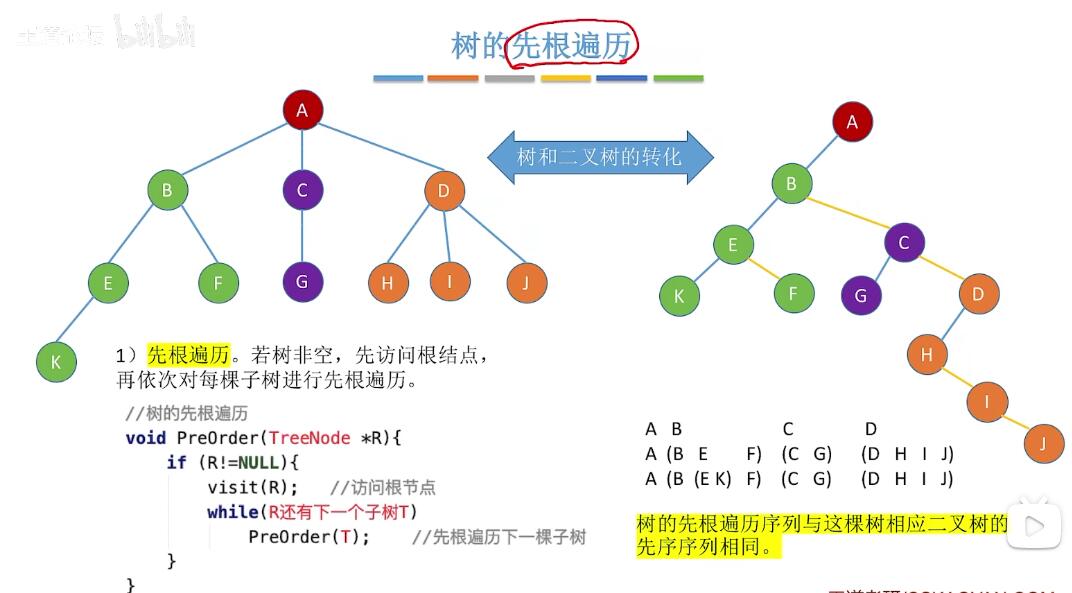 bilibili
树的先根遍历
树和二叉树的转化
A
B
C
D
E
F
G
H
I
J
K
A
B
E
C
K
F
G
D
H
I
J
1）先根遍历。若树非空，先访问根结点，
再依次对每棵子树进行先根遍历。
//树的先根遍历
void PreOrder(TreeNode *R){
if (R!=NULL){
visit(R); //访问根节点
while(R还有下一个子树T)
PreOrder(T); //先根遍历下一棵子树
}
}
A B C D
A (B E F) (C G) (D H I J)
A (B (E K) F) (C G) (D H I J)
树的先根遍历序列与这棵树相应二叉树的
先序序列相同。